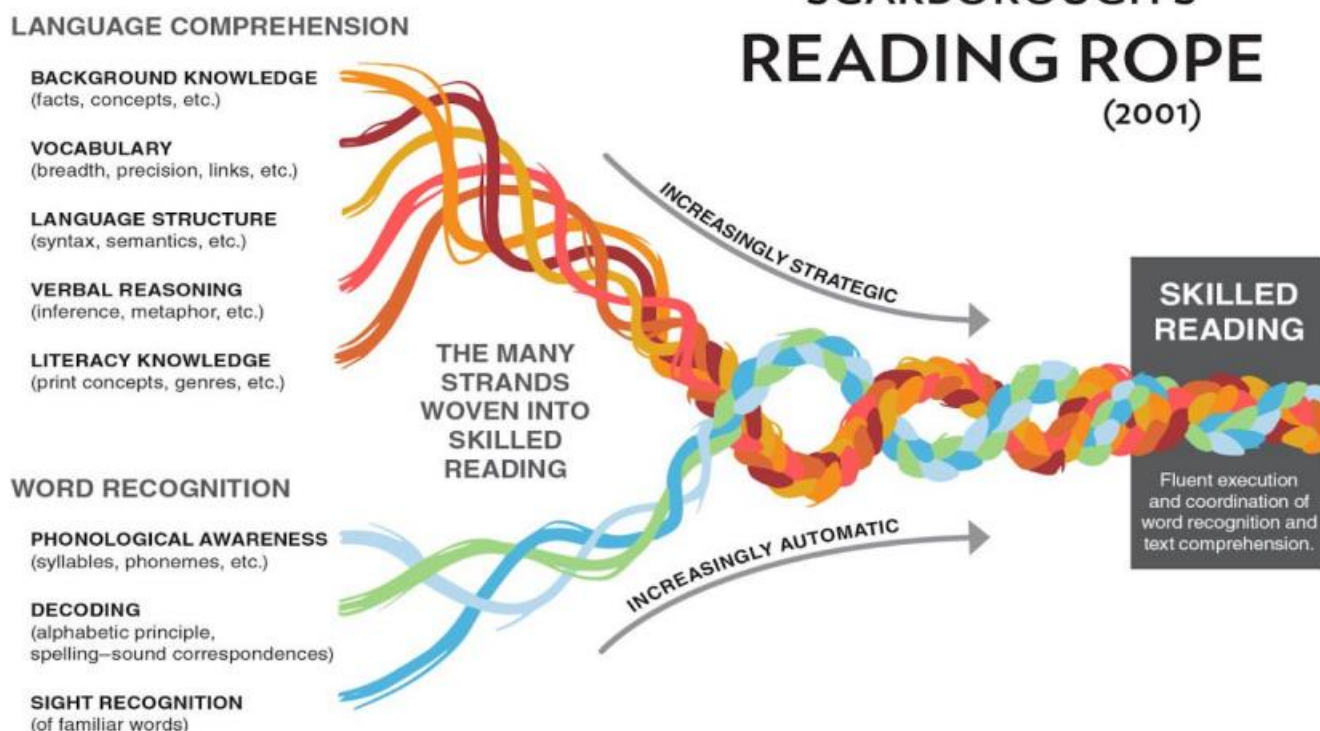 SCARBOROUGH'S
READING ROPE
(2001)
LANGUAGE COMPREHENSION
BACKGROUND KNOWLEDGE
(facts, concepts, etc.)
VOCABULARY
(breadth, precision, links, etc.)
LANGUAGE STRUCTURE
(syntax, semantics, etc.)
VERBAL REASONING
(inference, metaphor, etc.)
LITERACY KNOWLEDGE
(print concepts, genres, etc.)
THE MANY
STRANDS
WOVEN INTO
SKILLED
READING
WORD RECOGNITION
PHONOLOGICAL AWARENESS
(syllables, phonemes, etc.)
DECODING
(alphabetic principle,
spelling–sound correspondences)
SIGHT RECOGNITION
(of familiar words)
INCREASINGLY STRATEGIC
INCREASINGLY AUTOMATIC
SKILLED
READING
Fluent execution
and coordination of
word recognition and
text comprehension.